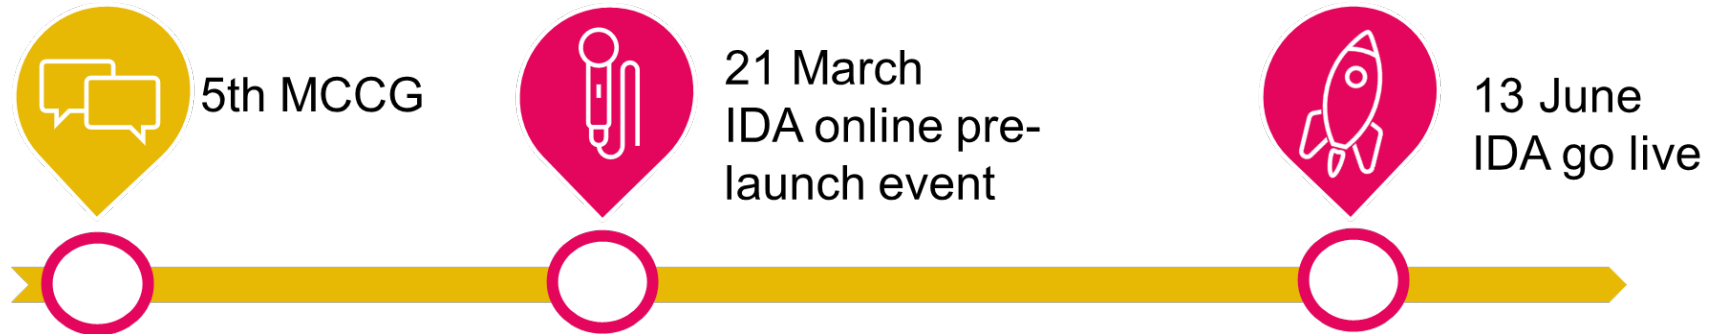 5th MCCG
21 March
IDA online pre-
launch event
13 June
IDA go live